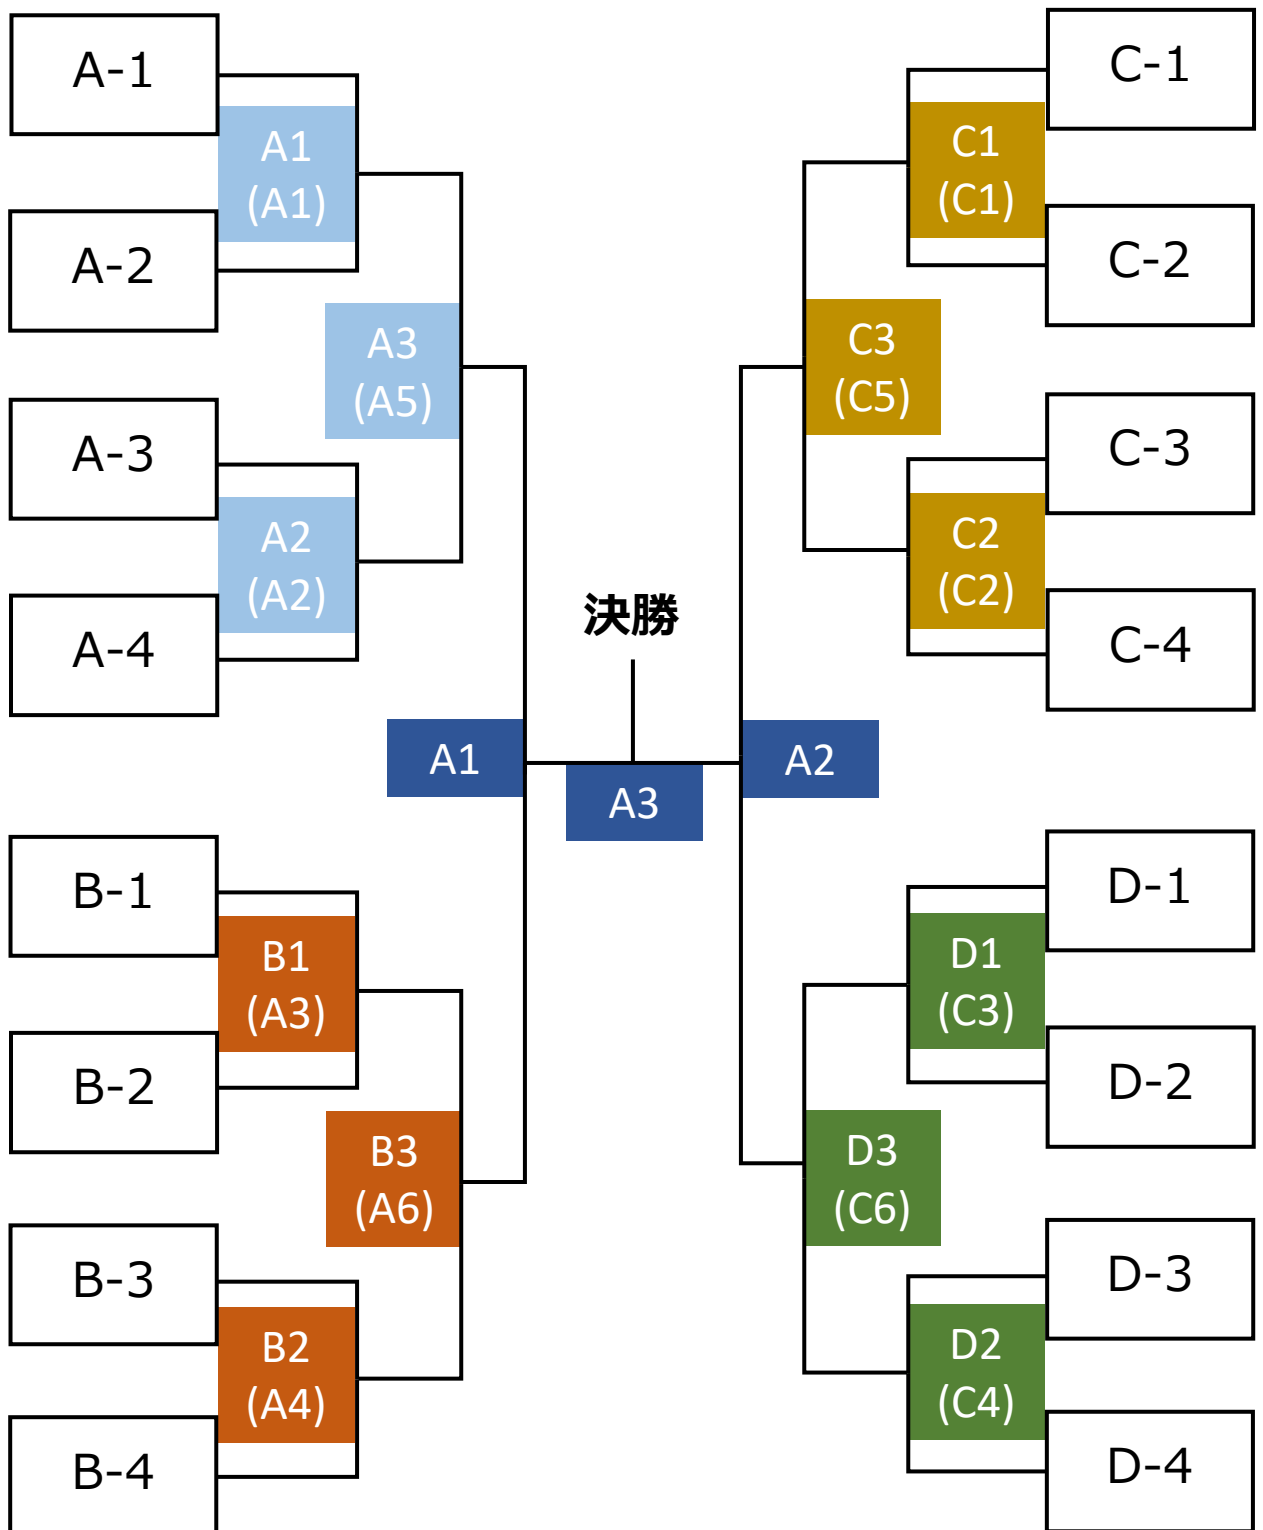 A-1
A1
(A1)
A-2
A3
(A5)
A-3
A2
(A2)
A-4
A1
B-1
B1
(A3)
B-2
B3
(A6)
B-3
B2
(A4)
B-4
決勝
A3
C-1
C1
(C1)
C-2
C3
(C5)
C-3
C2
(C2)
C-4
A2
D-1
D1
(C3)
D-2
D3
(C6)
D-3
D2
(C4)
D-4